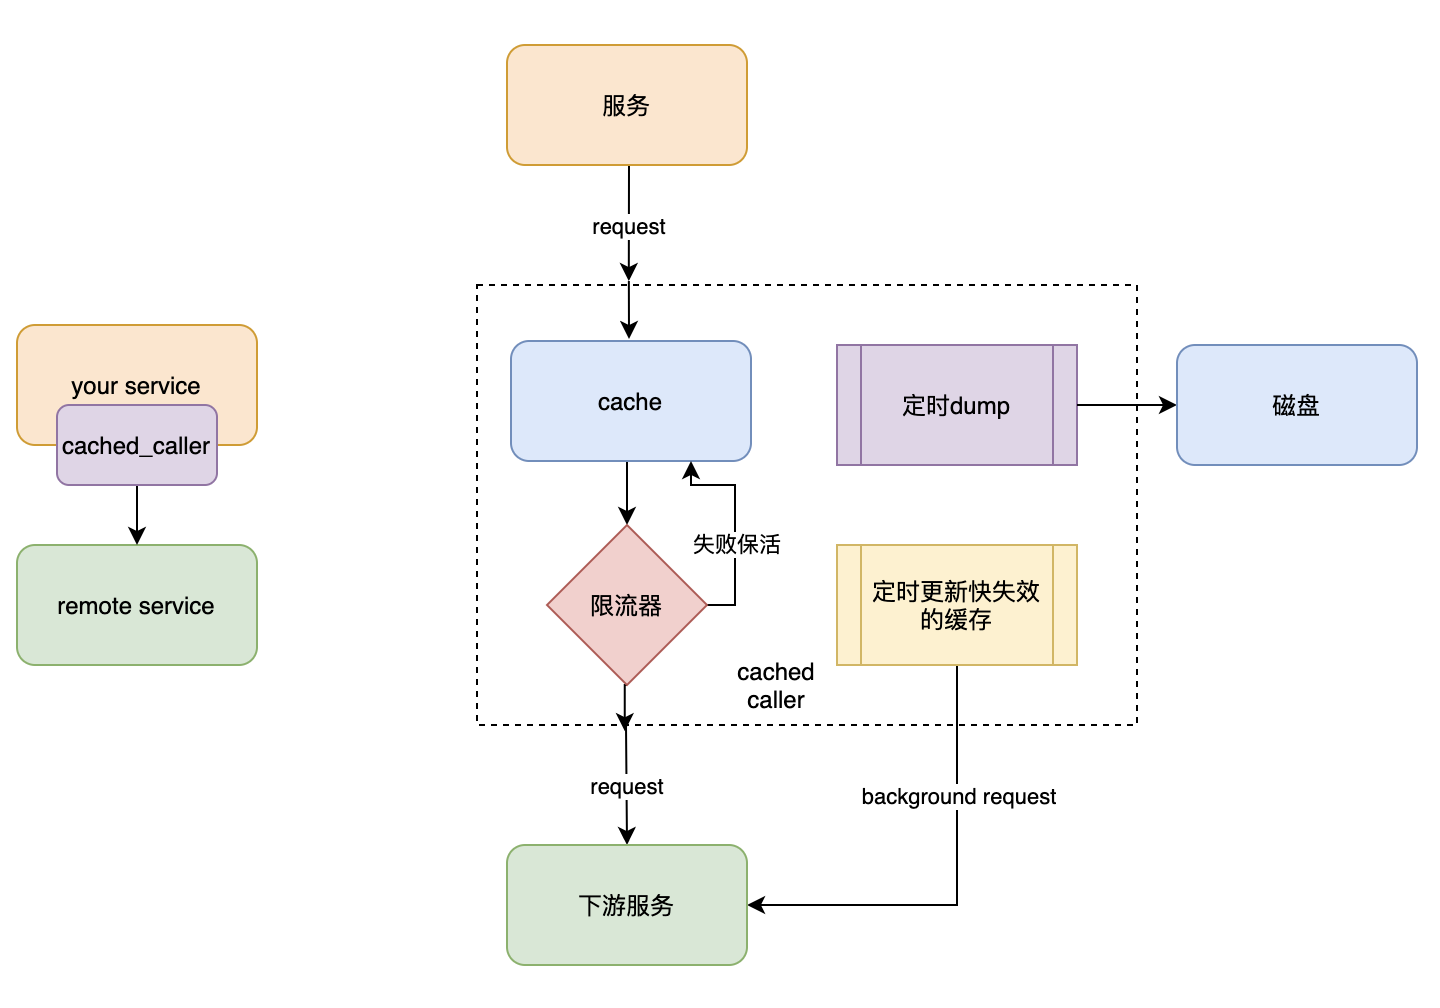 服务
request
your service
cached_caller
remote service
cache
定时dump
磁盘
失败保活
限流器
定时更新快失效
的缓存
cached
caller
request
background request
下游服务